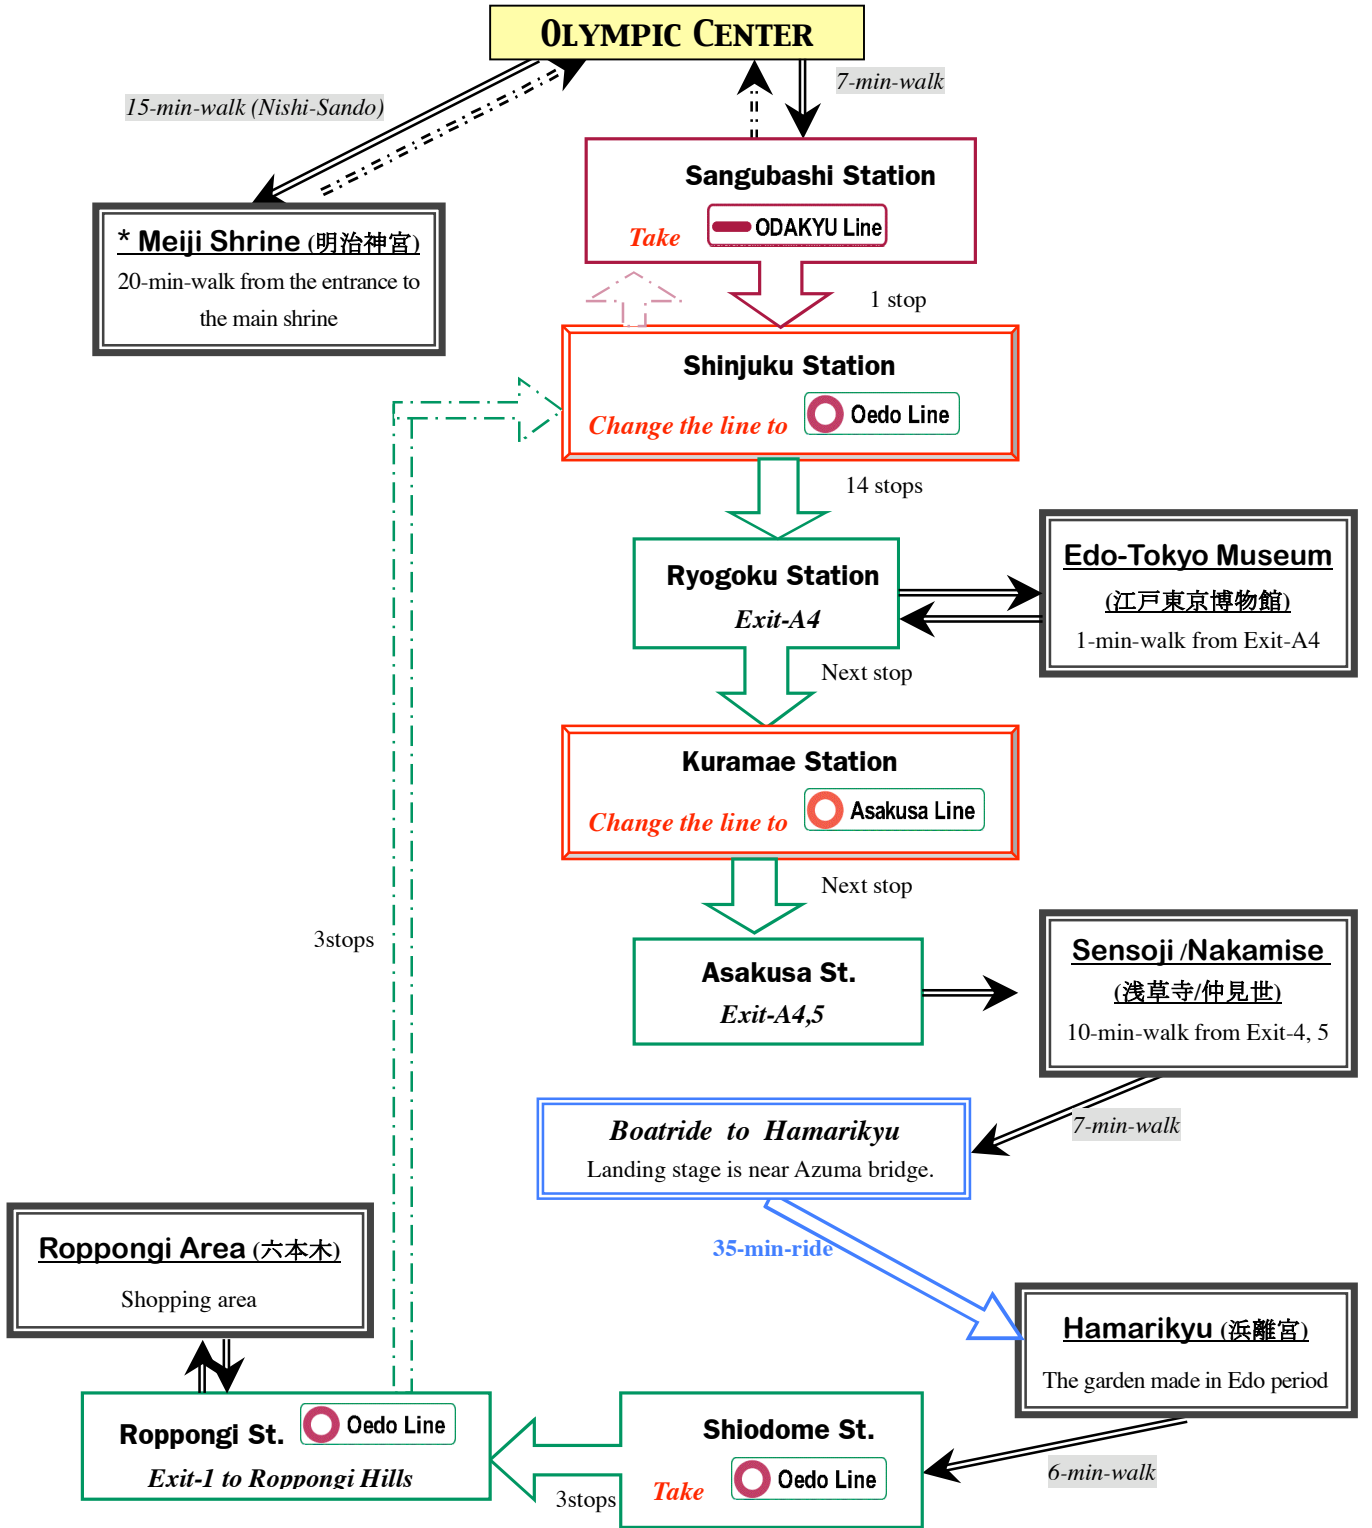 OLYMPIC CENTER
7-min-walk
15-min-walk (Nishi-Sando)
Sangubashi Station
Take ODAKYU Line
* Meiji Shrine (明治神宮)
20-min-walk from the entrance to
the main shrine
1 stop
Shinjuku Station
Change the line to Oedo Line
14 stops
Ryogoku Station
Exit-A4
Edo-Tokyo Museum
(江戸東京博物館)
1-min-walk from Exit-A4
Next stop
Kuramae Station
Change the line to Asakusa Line
Next stop
3stops
Asakusa St.
Exit-A4,5
Sensoji /Nakamise
(浅草寺/仲見世)
10-min-walk from Exit-4, 5
7-min-walk
Boatride to Hamarikyu
Landing stage is near Azuma bridge.
35-min-ride
Roppongi Area (六本木)
Shopping area
Hamarikyu (浜離宮)
The garden made in Edo period
6-min-walk
Shiodome St.
Take Oedo Line
3stops
Roppongi St. Oedo Line
Exit-1 to Roppongi Hills